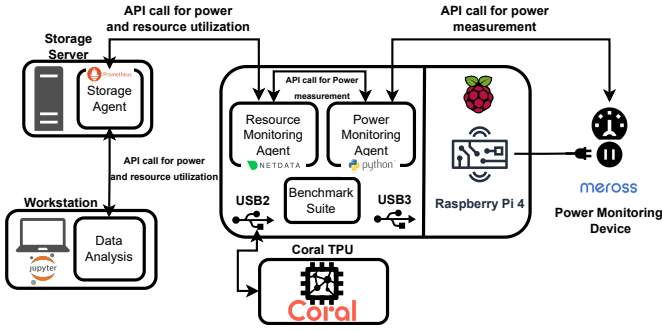 API call for power
and resource utilization
API call for power
measurement
Storage
Server
Prometheus
Storage
Agent
API call for Power
measurement
Resource
Monitoring
Agent
NETDATA
Power
Monitoring
Agent
python
API call for power
and resource utilization
Benchmark
Suite
USB2
USB3
Raspberry Pi 4
meross
Power Monitoring
Device
Workstation
jupyter
Data
Analysis
Coral TPU
Coral